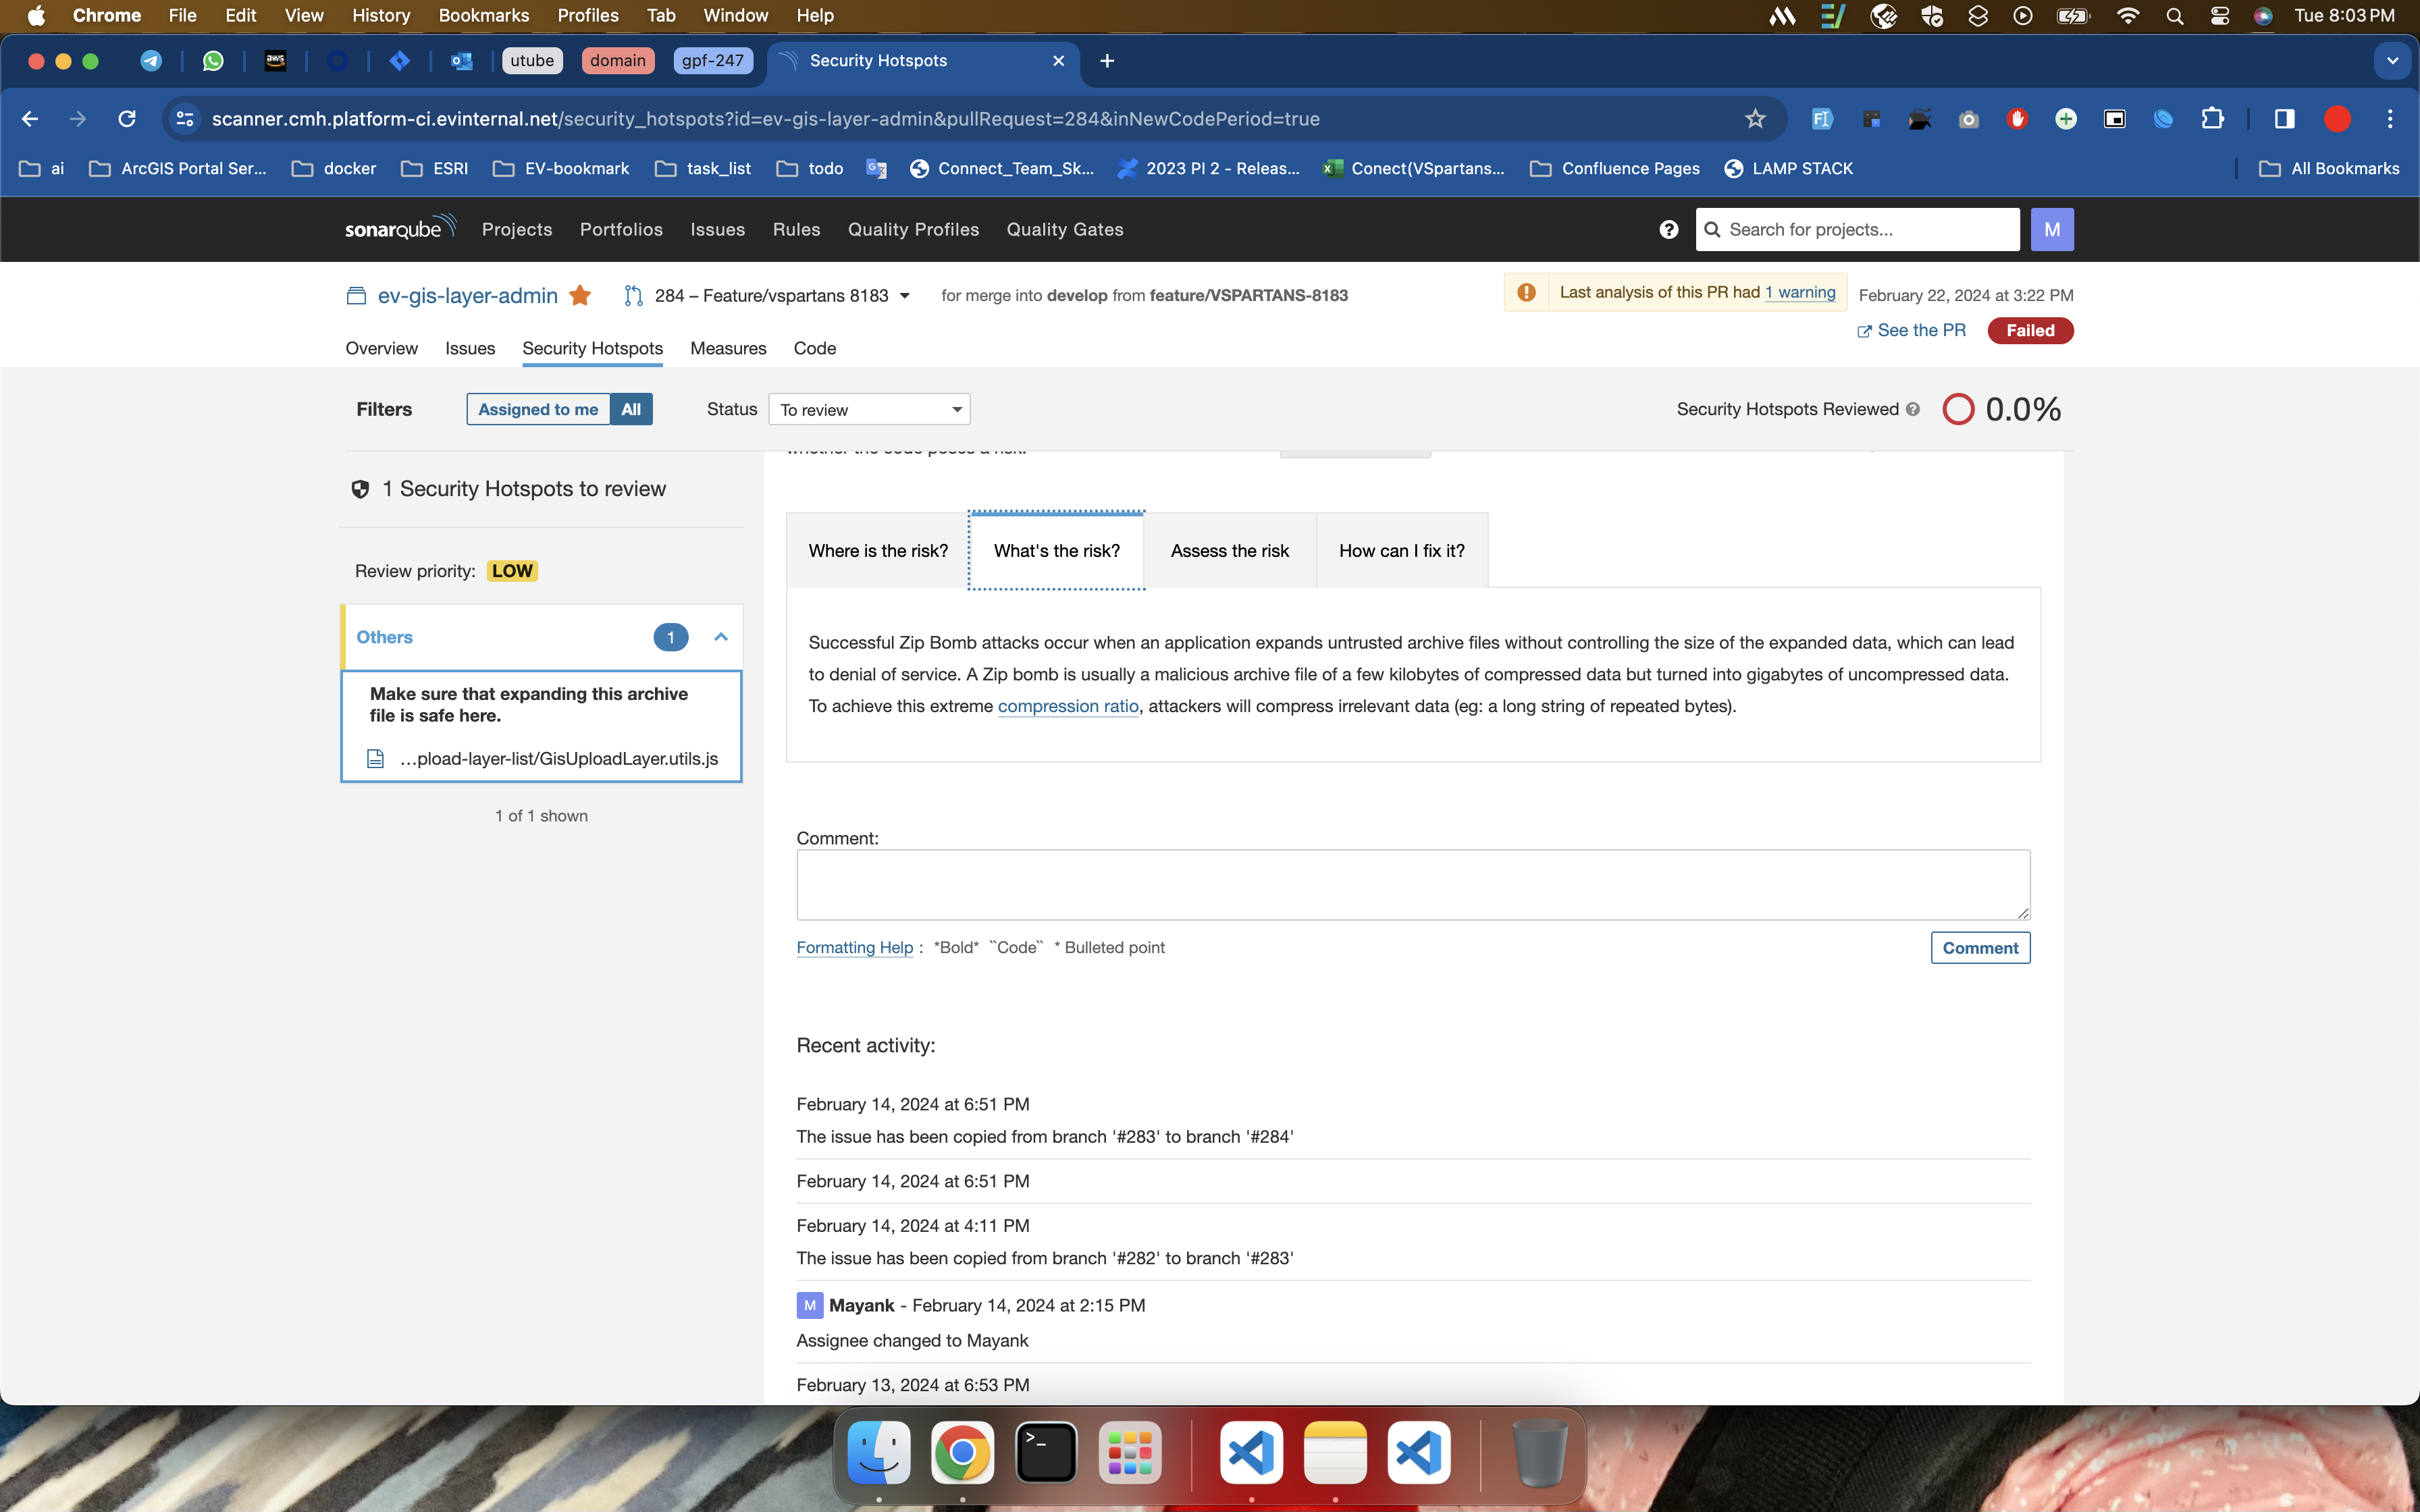 Chrome File Edit View History Bookmarks Profiles Tab Window Help Tue 8:03 PM
utube domain gpf-247 Security Hotspots
scanner.cmh.platform-ci.evinternal.net/security_hotspots?id=ev-gis-layer-admin&pullRequest=284&inNewCodePeriod=true
ai ArcGIS Portal Ser... docker ESRI EV-bookmark task_list todo Connect_Team_Sk... 2023 PI 2 - Releas... Conect(VSpartans... Confluence Pages LAMP STACK All Bookmarks
sonarqube Projects Portfolios Issues Rules Quality Profiles Quality Gates Search for projects... M
ev-gis-layer-admin 284 – Feature/vspartans 8183 for merge into develop from feature/VSPARTANS-8183 Last analysis of this PR had 1 warning February 22, 2024 at 3:22 PM
See the PR Failed
Overview Issues Security Hotspots Measures Code
Filters Assigned to me All Status To review Security Hotspots Reviewed 0.0%
whether the code poses a risk.
1 Security Hotspots to review
Review priority: LOW
Others 1
Make sure that expanding this archive
file is safe here.
...pload-layer-list/GisUploadLayer.utils.js
1 of 1 shown
Where is the risk? What's the risk? Assess the risk How can I fix it?
Successful Zip Bomb attacks occur when an application expands untrusted archive files without controlling the size of the expanded data, which can lead
to denial of service. A Zip bomb is usually a malicious archive file of a few kilobytes of compressed data but turned into gigabytes of uncompressed data.
To achieve this extreme compression ratio, attackers will compress irrelevant data (eg: a long string of repeated bytes).
Comment:
Formatting Help : *Bold* ``Code`` * Bulleted point Comment
Recent activity:
February 14, 2024 at 6:51 PM
The issue has been copied from branch '#283' to branch '#284'
February 14, 2024 at 6:51 PM
February 14, 2024 at 4:11 PM
The issue has been copied from branch '#282' to branch '#283'
M Mayank - February 14, 2024 at 2:15 PM
Assignee changed to Mayank
February 13, 2024 at 6:53 PM